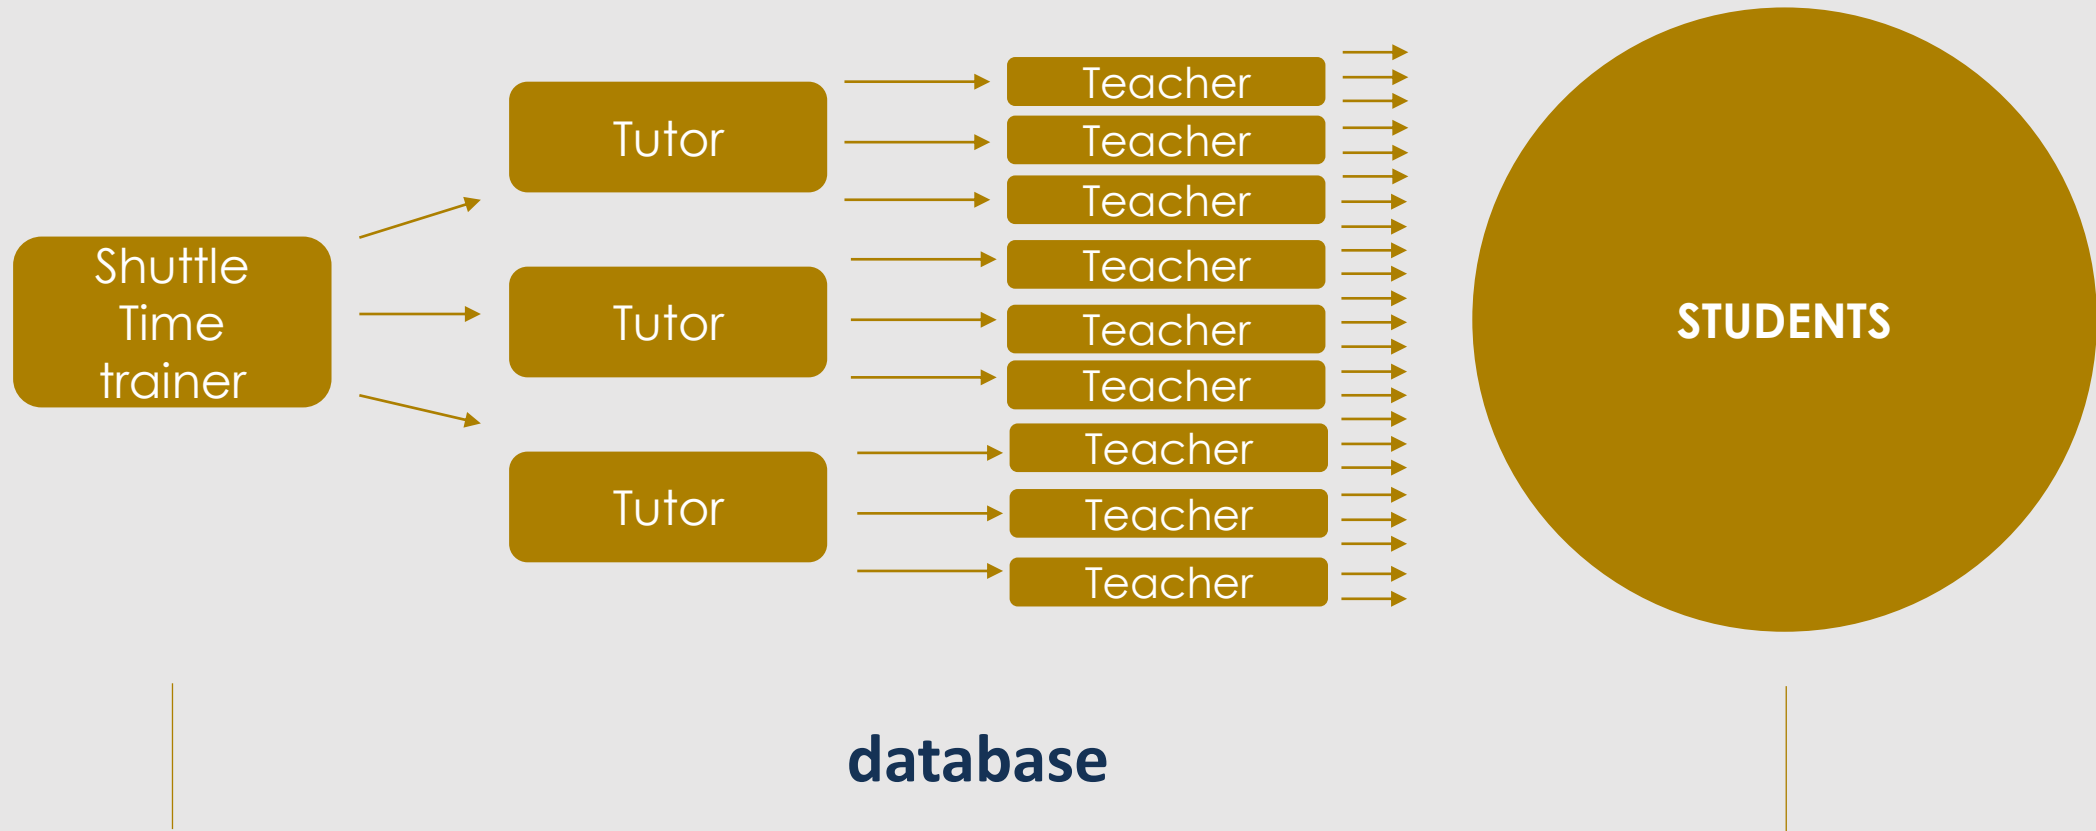 Shuttle
Time
trainer
Tutor
Tutor
Tutor
Teacher
Teacher
Teacher
Teacher
Teacher
Teacher
Teacher
Teacher
Teacher
STUDENTS
database